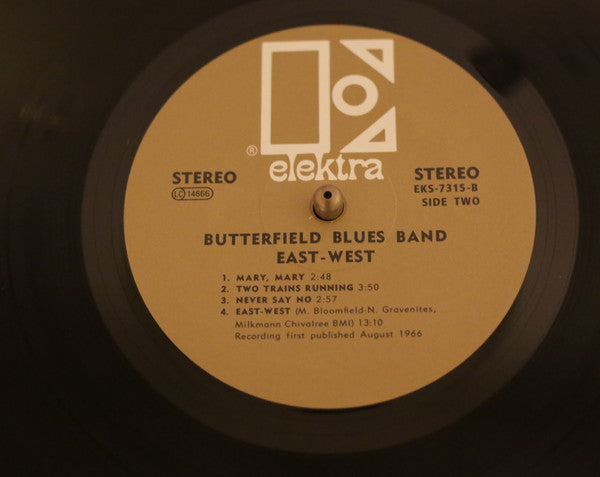 ® elektra
STEREO
LC 14666
STEREO
EKS-7315-B
SIDE TWO
BUTTERFIELD BLUES BAND
EAST-WEST
1. MARY, MARY 2:48
2. TWO TRAINS RUNNING 3:50
3. NEVER SAY NO 2:57
4. EAST-WEST (M. Bloomfield-N. Gravenites,
Milkmann Chivalree BMI) 13:10
Recording first published August 1966